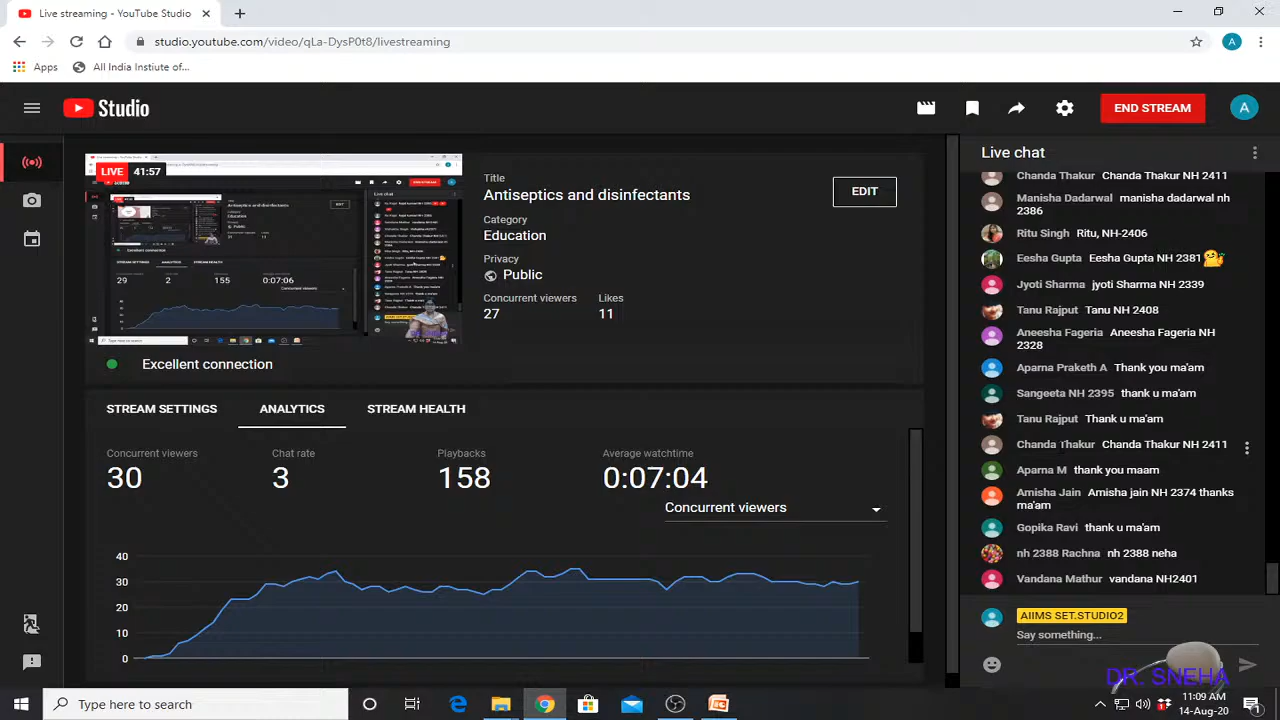 Live streaming - YouTube Studio
studio.youtube.com/video/qLa-DysP0t8/livestreaming
A
Apps
All India Instiute of...
Studio
END STREAM
A
LIVE 41:57
Title
Antiseptics and disinfectants
EDIT
Category
Education
Privacy
Public
Concurrent viewers Likes
27 11
Excellent connection
STREAM SETTINGS ANALYTICS STREAM HEALTH
Concurrent viewers Chat rate Playbacks Average watchtime
30 3 158 0:07:04
Concurrent viewers
40
30
20
10
0
Live chat
Chanda Thakur Chanda Thakur NH 2411
Manisha Dadarwal manisha dadarwal nh
2386
Ritu Singh Ritu, NH-2406
Eesha Gupta Eesha Gupta NH 2381
Jyoti Sharma jyoti Sharma NH 2359
Tanu Rajput Tanu NH 2408
Aneesha Fageria Aneesha Fageria NH
2328
Aparna Praketh A Thank you ma'am
Sangeeta NH 2395 thank u ma'am
Tanu Rajput Thank u ma'am
Chanda Thakur Chanda Thakur NH 2411
Aparna M thank you maam
Amisha Jain Amisha jain NH 2374 thanks
ma'am
Gopika Ravi thank u ma'am
nh 2388 Rachna nh 2388 neha
Vandana Mathur vandana NH2401
AIIMS SET.STUDIO2
Say something...
DR. SNEHA
Type here to search
11:09 AM
14-Aug-20
1